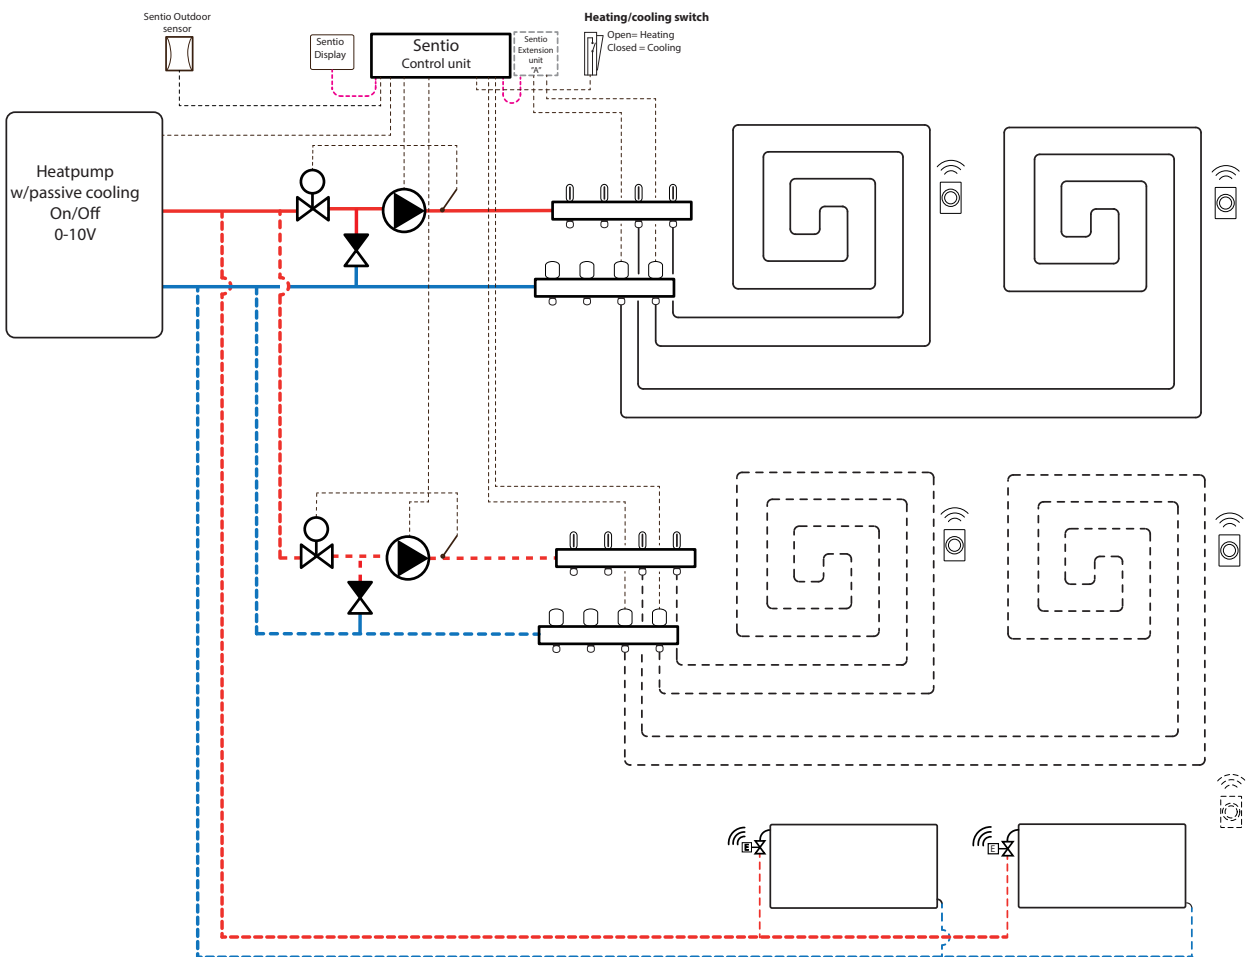 Sentio Outdoor
sensor
Sentio
Display
Sentio
Control unit
Sentio
Extension
unit
"A"
Heating/cooling switch
Open= Heating
Closed = Cooling
Heatpump
w/passive cooling
On/Off
0-10V
E
E